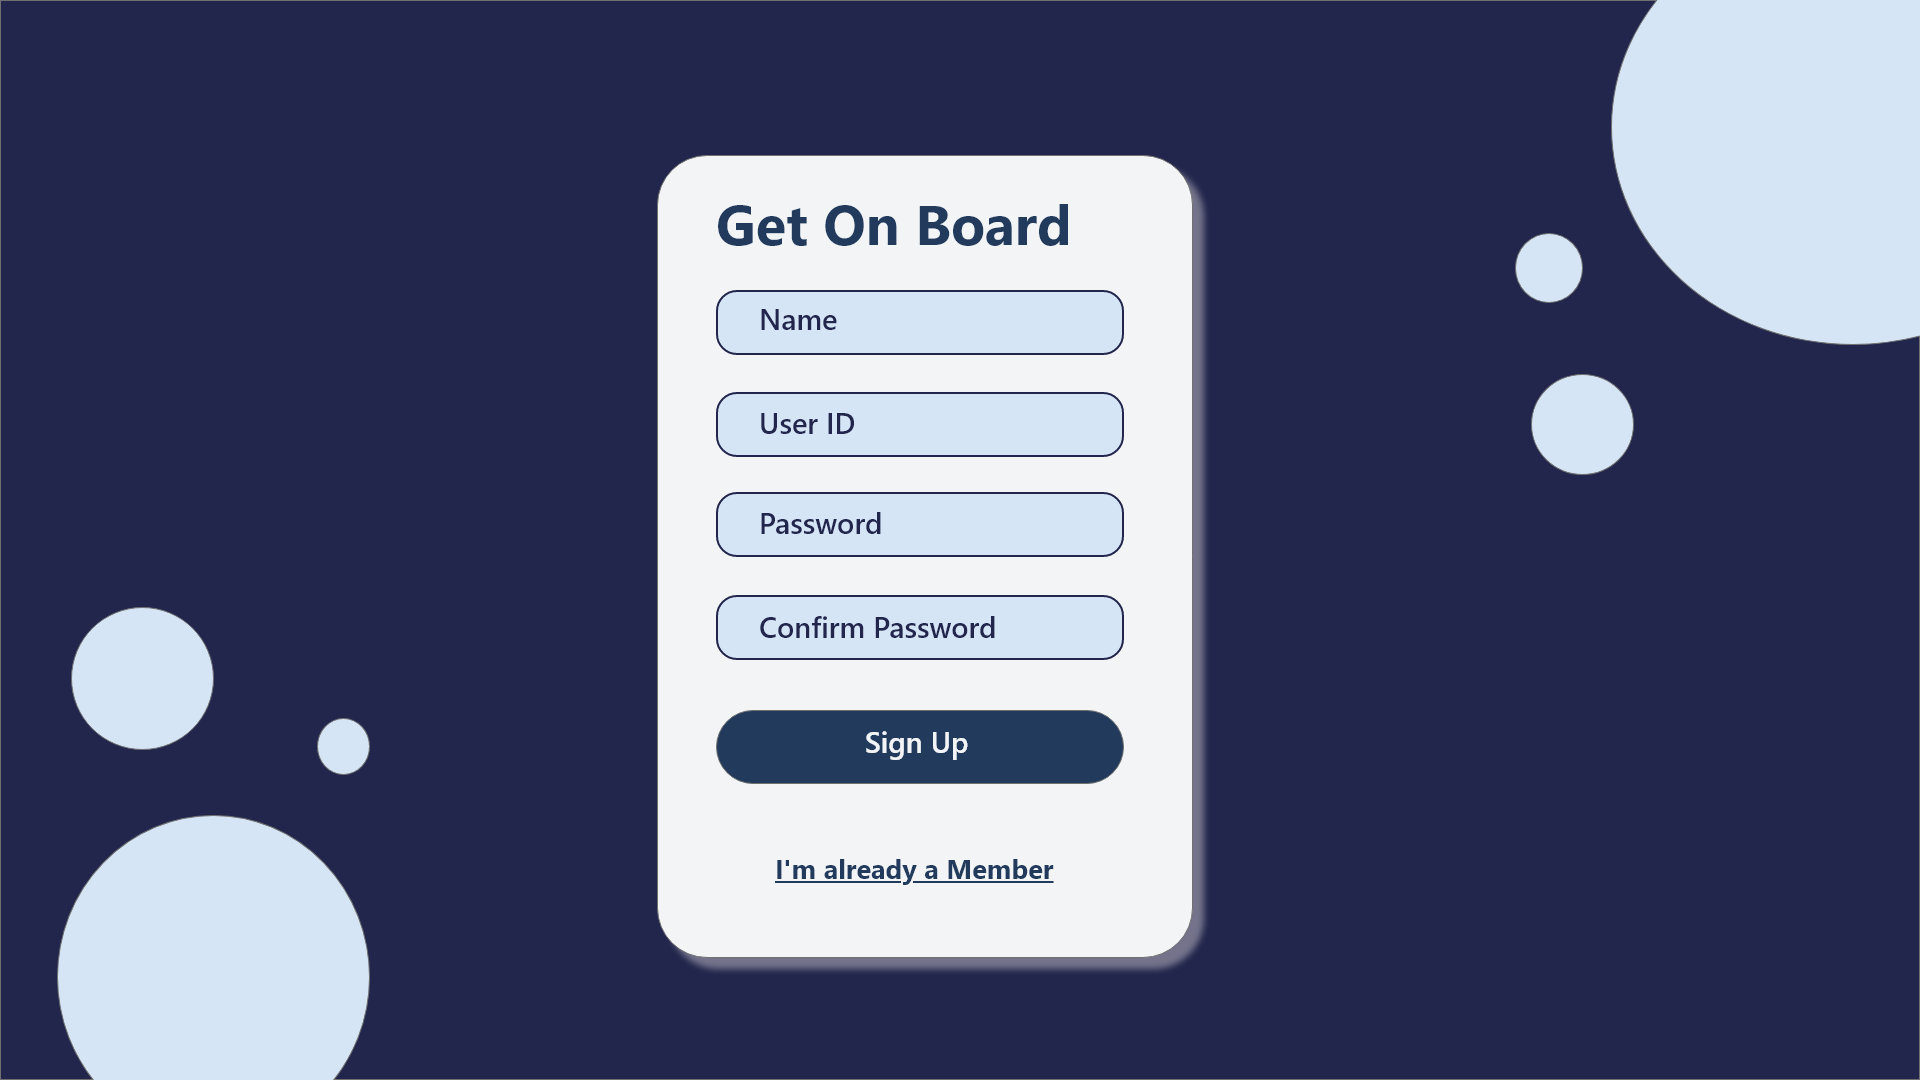 Get On Board
Name
User ID
Password
Confirm Password
Sign Up
I'm already a Member